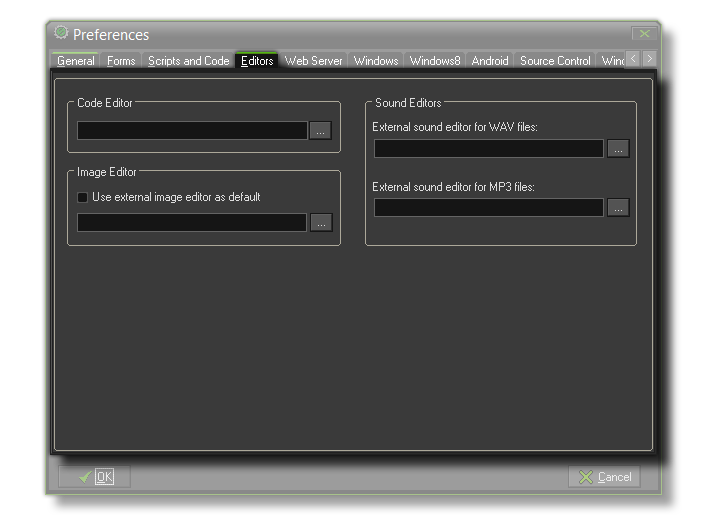 Preferences
General Forms Scripts and Code Editors Web Server Windows Windows8 Android Source Control
Code Editor
...
Image Editor
Use external image editor as default
...
Sound Editors
External sound editor for WAV files:
...
External sound editor for MP3 files:
...
OK
Cancel